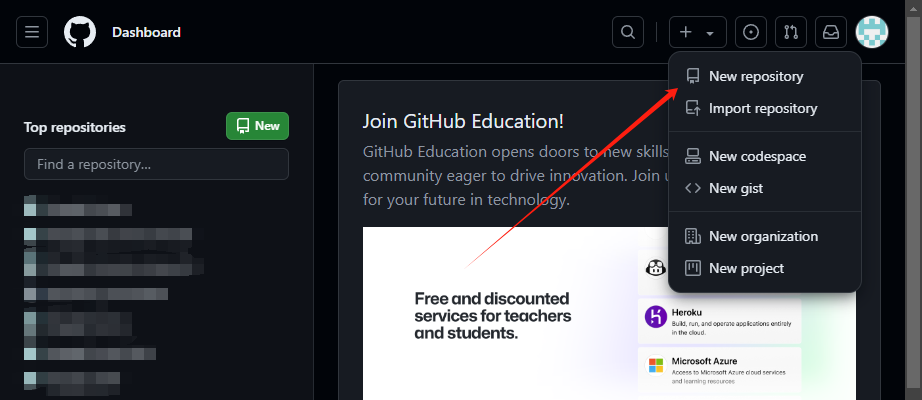 Dashboard
New repository
Import repository
New codespace
New gist
New organization
New project
Top repositories
New
Find a repository...
Join GitHub Education!
GitHub Education opens doors to new skills
community eager to drive innovation. Join
for your future in technology.
Free and discounted
services for teachers
and students.
Heroku
Build, run, and operate applications entirely
in the cloud.
Microsoft Azure
Access to Microsoft Azure cloud services
and learning resources